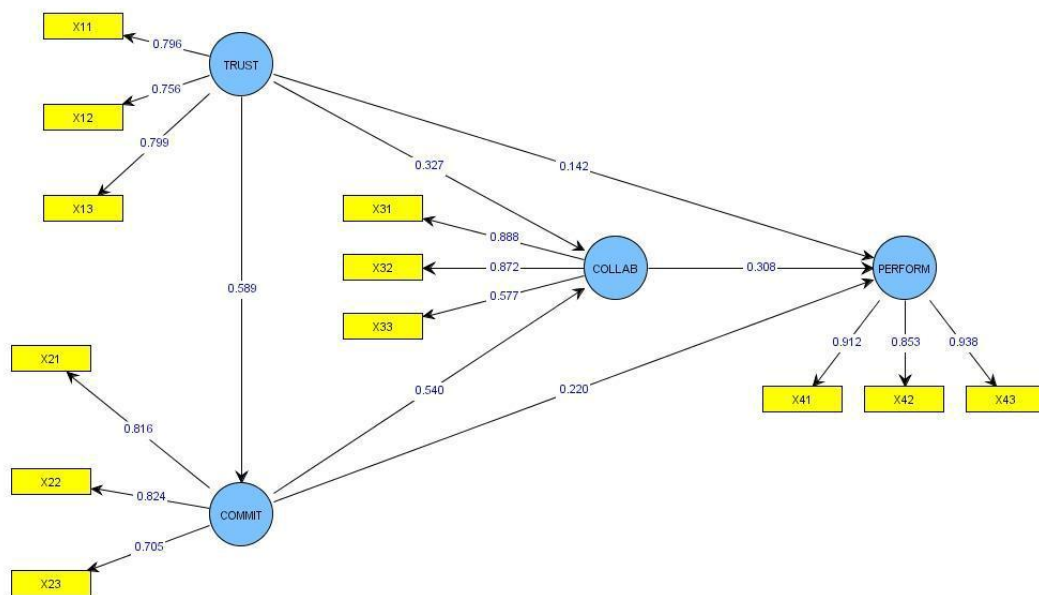 X11
0.796
TRUST
0.756
X12
0.799
X13
0.327
0.142
X31
0.888
X32
0.872
COLLAB
0.308
PERFORM
0.577
X33
0.589
0.912
0.853
0.938
X21
0.540
0.220
X41
X42
X43
0.816
X22
0.824
COMMIT
0.705
X23